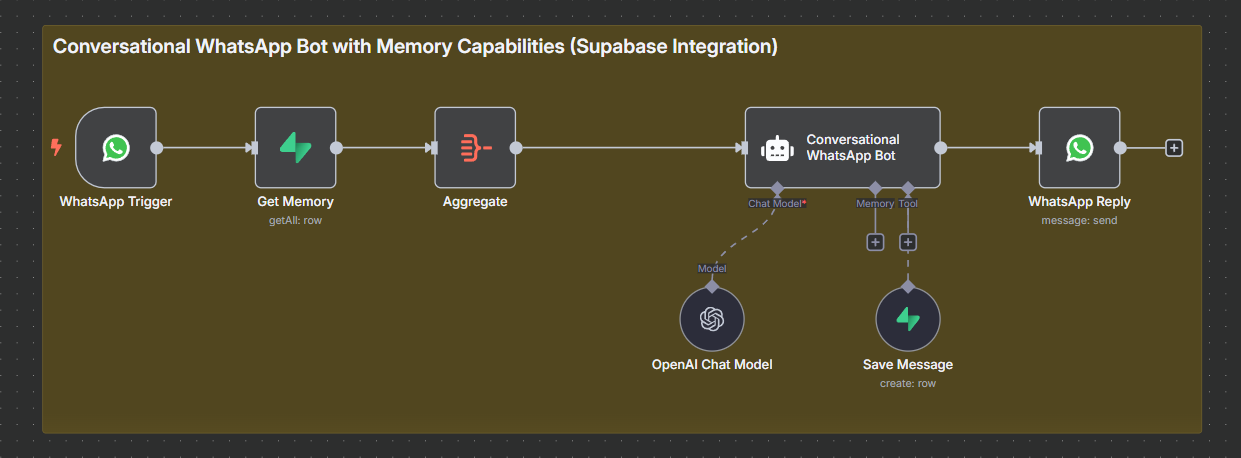 Conversational WhatsApp Bot with Memory Capabilities (Supabase Integration)
WhatsApp Trigger
Get Memory
getAll: row
Aggregate
Conversational
WhatsApp Bot
Chat Model*
Memory
Tool
WhatsApp Reply
message: send
Model
OpenAI Chat Model
Save Message
create: row